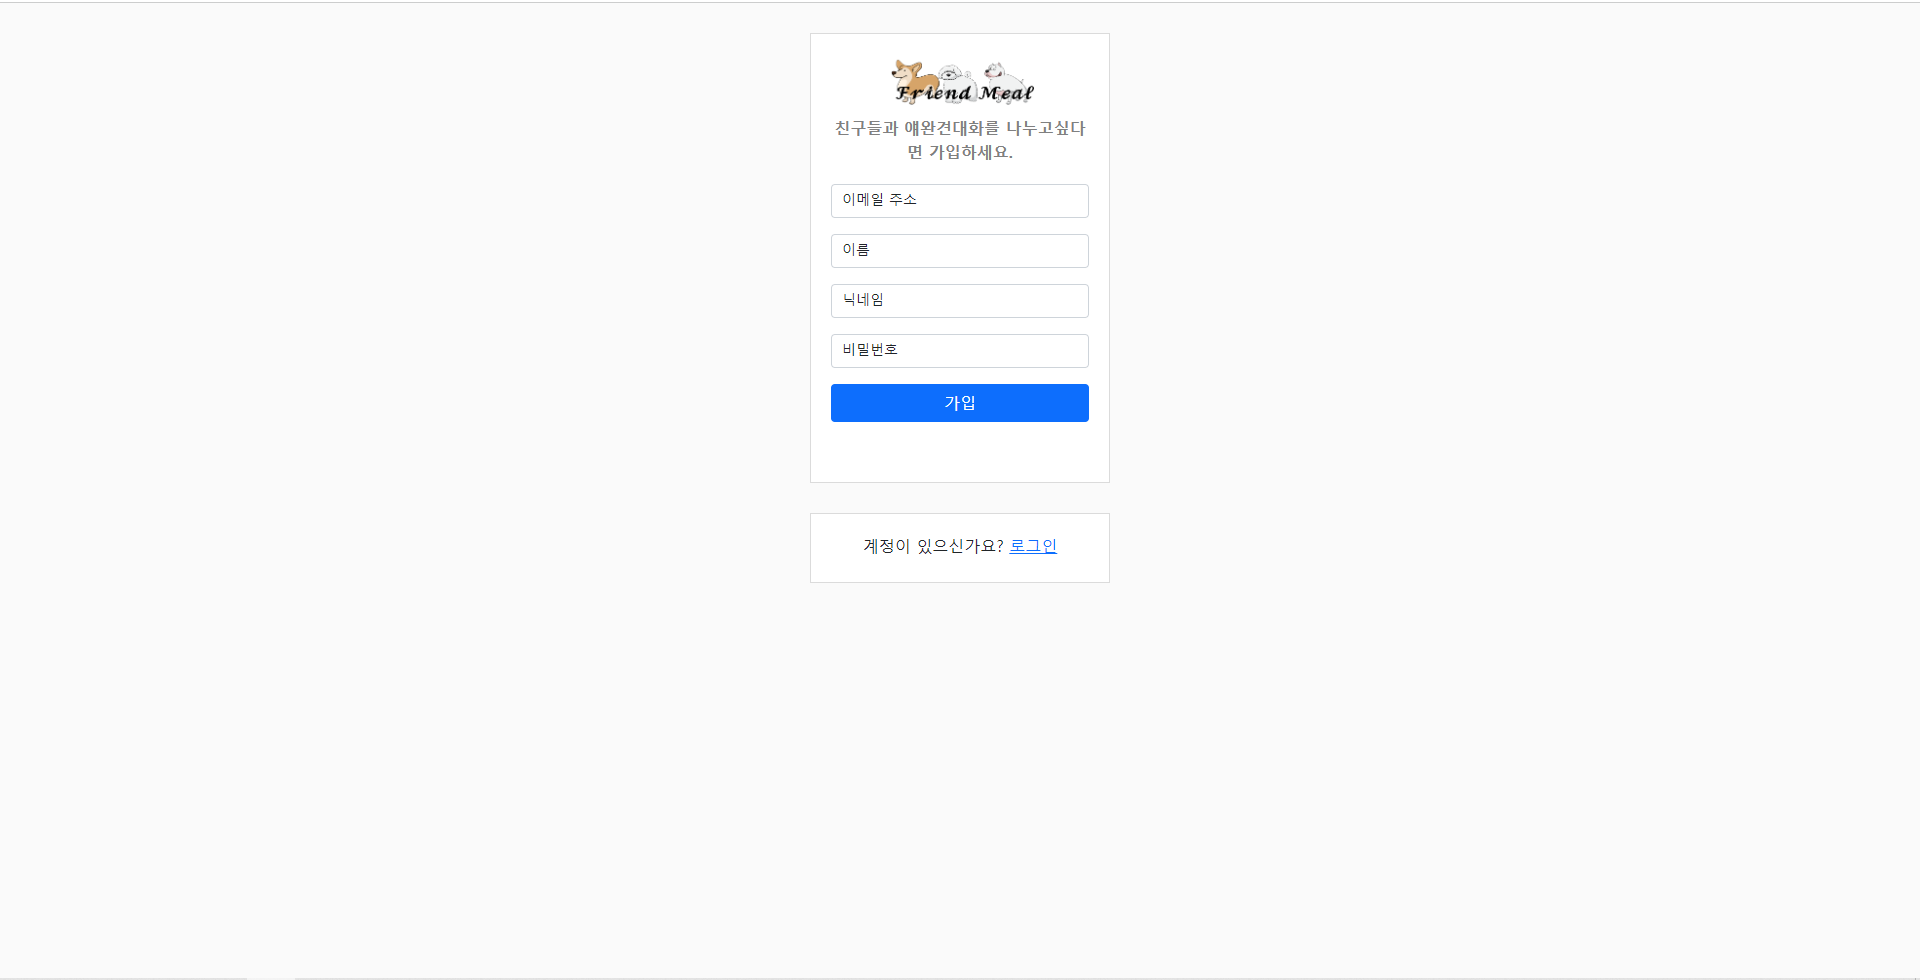 Friend Meal
친구들과 얘완견대화를 나누고싶다
면 가입하세요.
이메일 주소
이름
닉네임
비밀번호
가입
계정이 있으신가요? 로그인